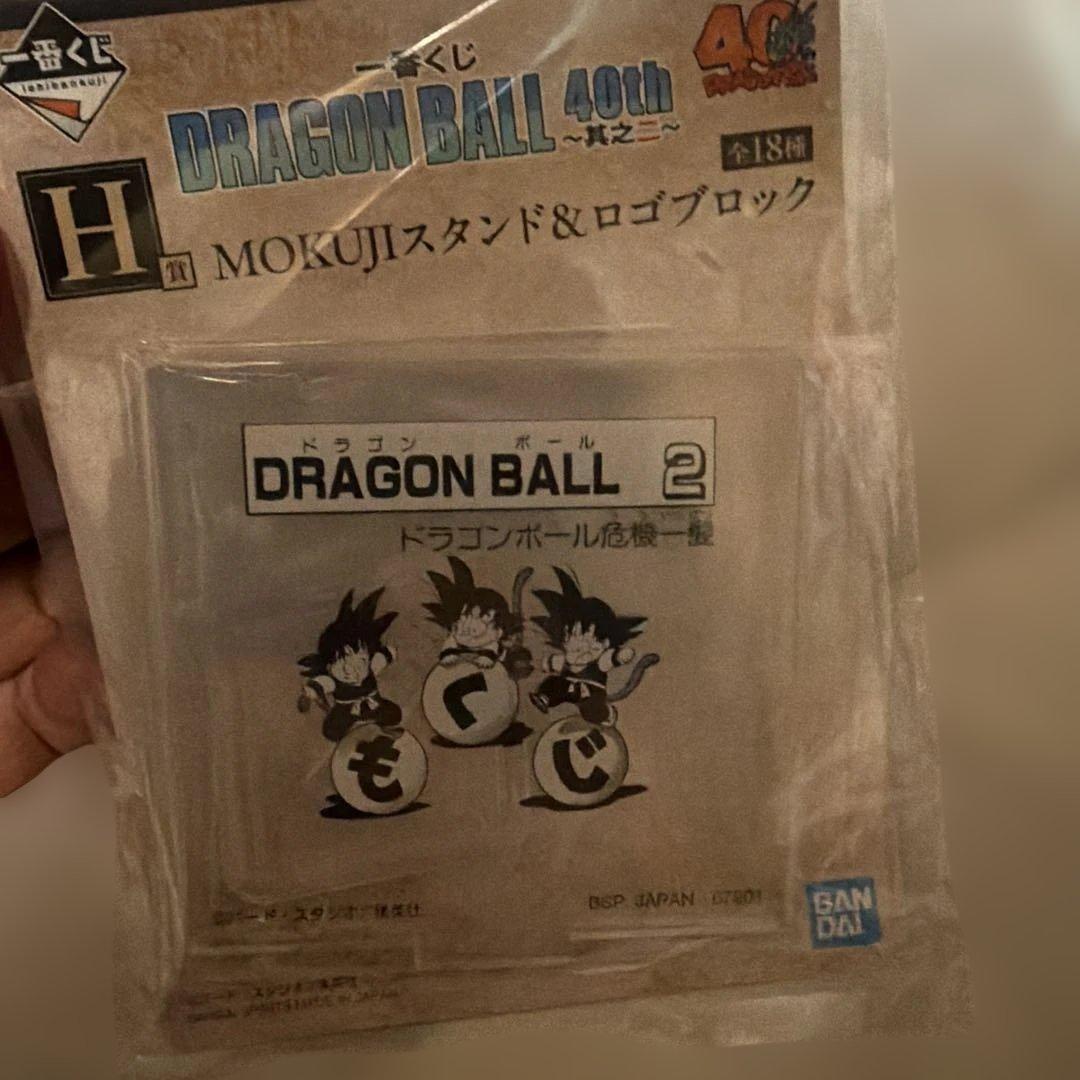 一番くじ
ichibankuji
一番くじ
DRAGON BALL 40th
～其之二～
40
全18種
H賞 MOKUJIスタンド&ロゴブロック
ドラゴン ボール
DRAGON BALL 2
ドラゴンボール危機一髪
もくじ
BSP JAPAN
BANDAI